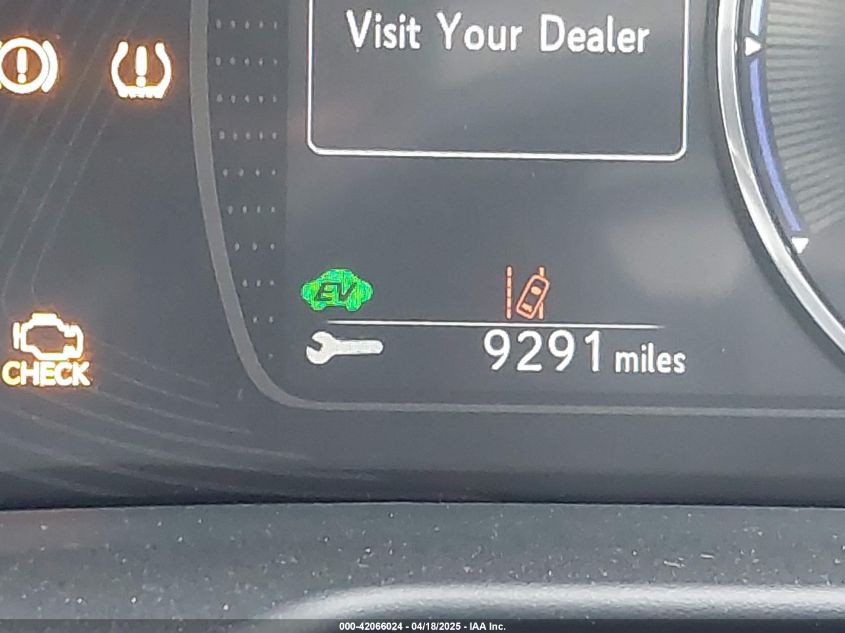 Visit Your Dealer
EV
9291 miles
CHECK
000-42066024 - 04/18/2025 - IAA Inc.